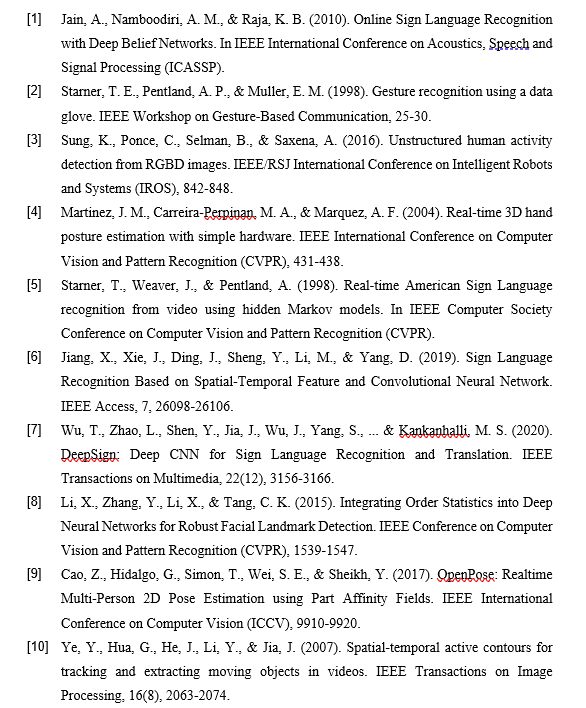 [1] Jain, A., Namboodiri, A. M., & Raja, K. B. (2010). Online Sign Language Recognition
with Deep Belief Networks. In IEEE International Conference on Acoustics, Speech and
Signal Processing (ICASSP).
[2] Starner, T. E., Pentland, A. P., & Muller, E. M. (1998). Gesture recognition using a data
glove. IEEE Workshop on Gesture-Based Communication, 25-30.
[3] Sung, K., Ponce, C., Selman, B., & Saxena, A. (2016). Unstructured human activity
detection from RGBD images. IEEE/RSJ International Conference on Intelligent Robots
and Systems (IROS), 842-848.
[4] Martinez, J. M., Carreira-Perpinan, M. A., & Marquez, A. F. (2004). Real-time 3D hand
posture estimation with simple hardware. IEEE International Conference on Computer
Vision and Pattern Recognition (CVPR), 431-438.
[5] Starner, T., Weaver, J., & Pentland, A. (1998). Real-time American Sign Language
recognition from video using hidden Markov models. In IEEE Computer Society
Conference on Computer Vision and Pattern Recognition (CVPR).
[6] Jiang, X., Xie, J., Ding, J., Sheng, Y., Li, M., & Yang, D. (2019). Sign Language
Recognition Based on Spatial-Temporal Feature and Convolutional Neural Network.
IEEE Access, 7, 26098-26106.
[7] Wu, T., Zhao, L., Shen, Y., Jia, J., Wu, J., Yang, S., ... & Kankanhalli, M. S. (2020).
DeepSign: Deep CNN for Sign Language Recognition and Translation. IEEE
Transactions on Multimedia, 22(12), 3156-3166.
[8] Li, X., Zhang, Y., Li, X., & Tang, C. K. (2015). Integrating Order Statistics into Deep
Neural Networks for Robust Facial Landmark Detection. IEEE Conference on Computer
Vision and Pattern Recognition (CVPR), 1539-1547.
[9] Cao, Z., Hidalgo, G., Simon, T., Wei, S. E., & Sheikh, Y. (2017). OpenPose: Realtime
Multi-Person 2D Pose Estimation using Part Affinity Fields. IEEE International
Conference on Computer Vision (ICCV), 9910-9920.
[10] Ye, Y., Hua, G., He, J., Li, Y., & Jia, J. (2007). Spatial-temporal active contours for
tracking and extracting moving objects in videos. IEEE Transactions on Image
Processing, 16(8), 2063-2074.